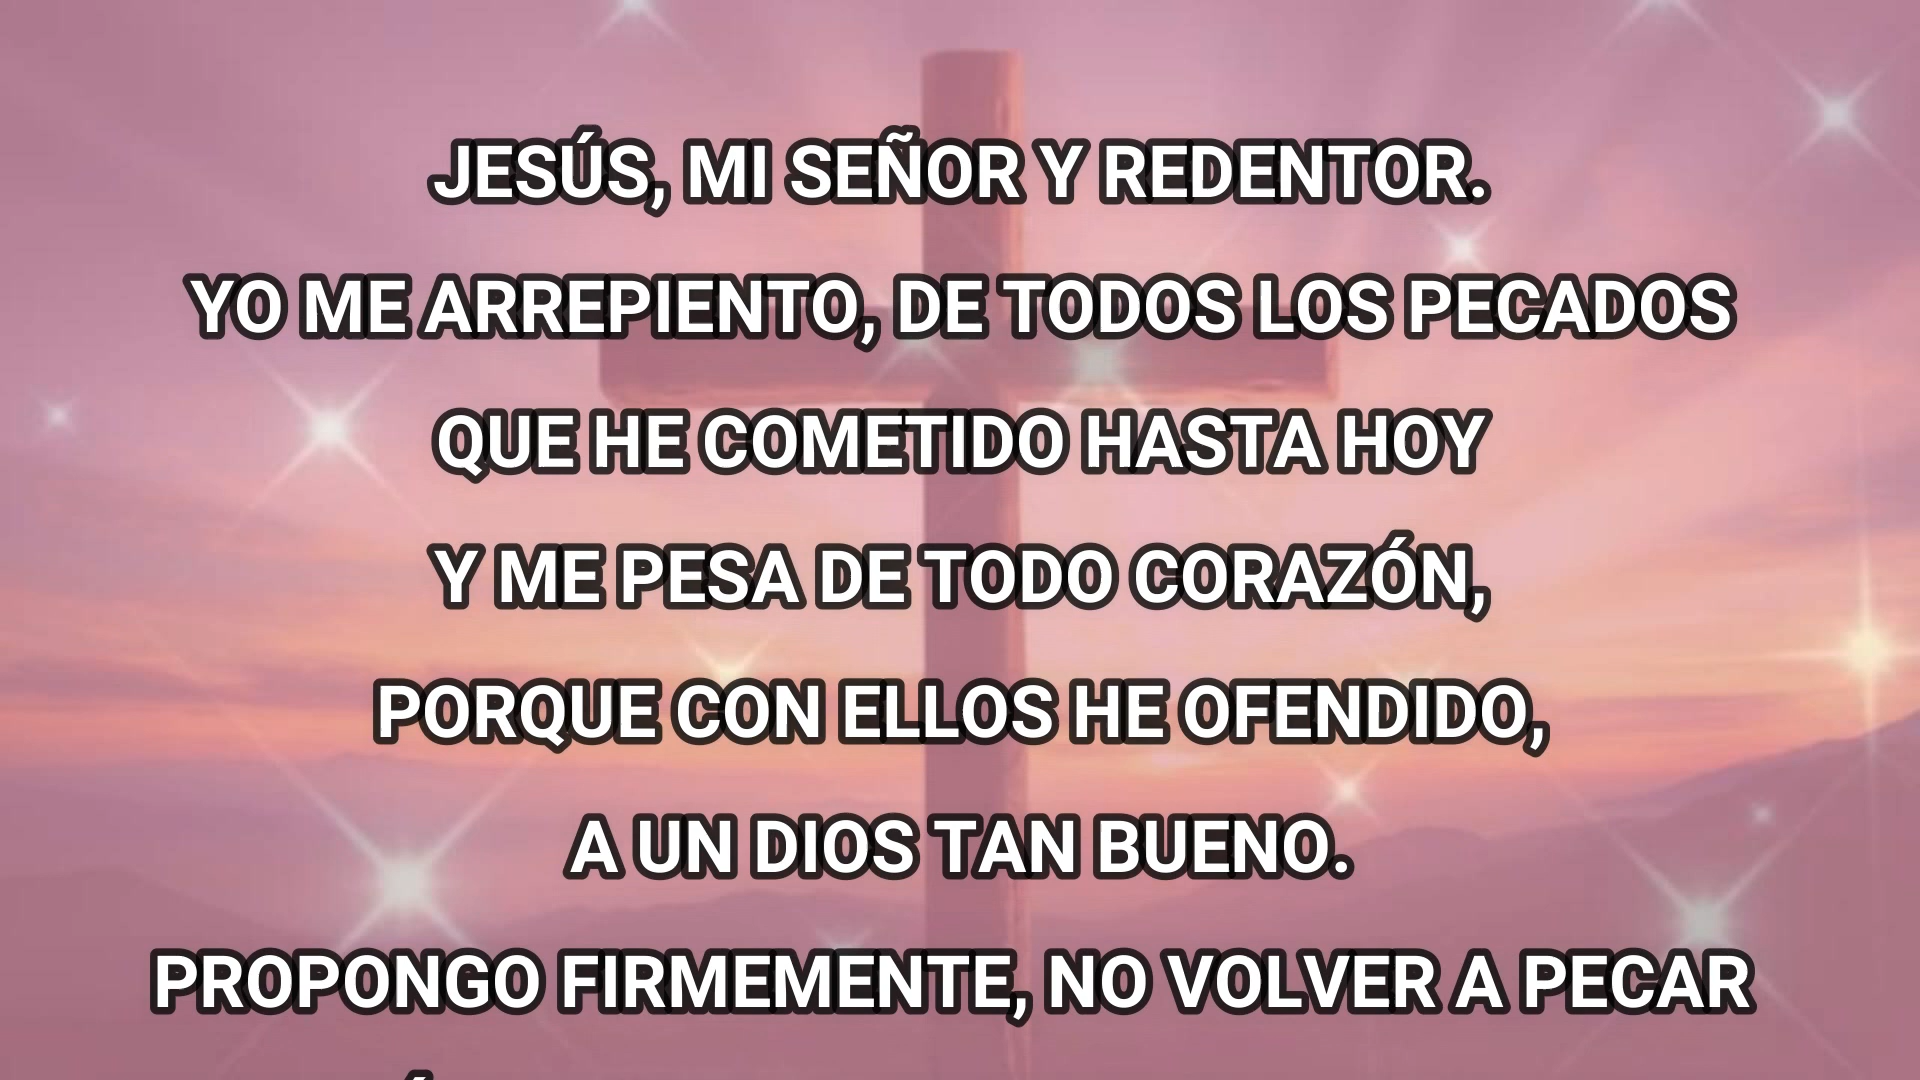 JESÚS, MI SEÑOR Y REDENTOR.
YO ME ARREPIENTO, DE TODOS LOS PECADOS
QUE HE COMETIDO HASTA HOY
Y ME PESA DE TODO CORAZÓN,
PORQUE CON ELLOS HE OFENDIDO,
A UN DIOS TAN BUENO.
PROPONGO FIRMEMENTE, NO VOLVER A PECAR